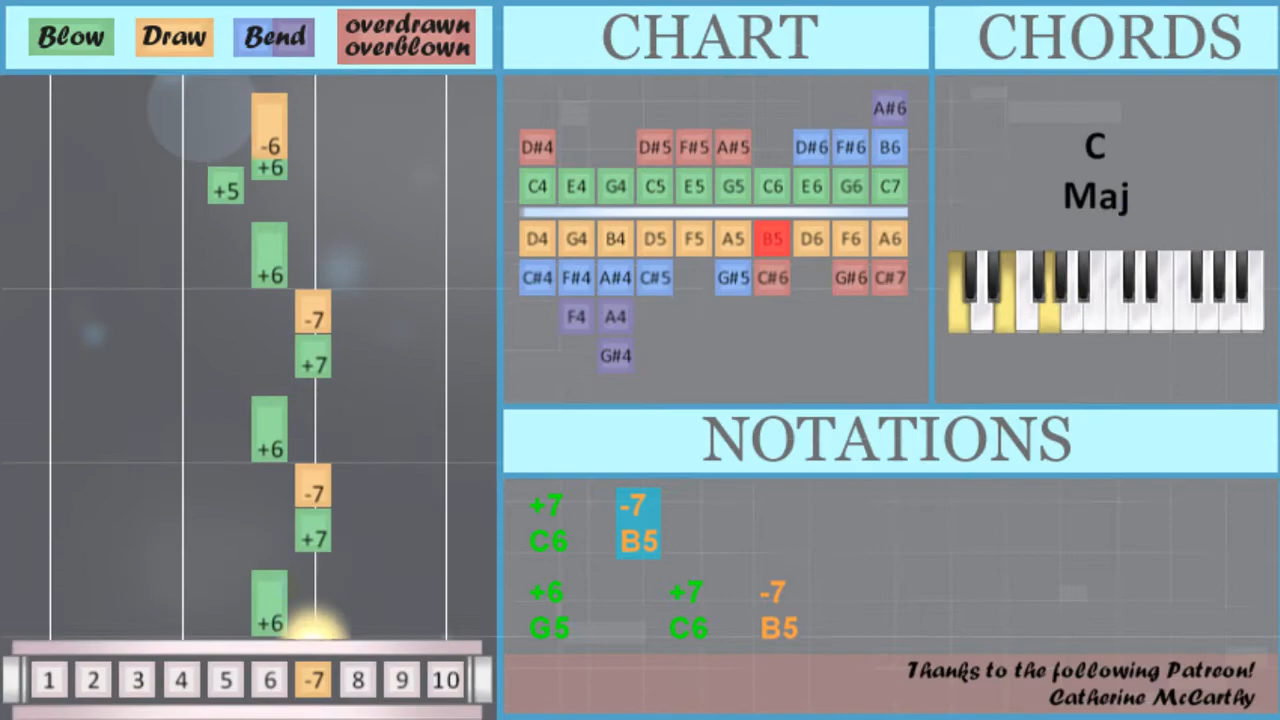 Blow Draw Bend overdrawn
overblown
CHART
CHORDS
-6
+6
+5
+6
-7
+7
+6
-7
+7
+6
1 2 3 4 5 6 -7 8 9 10
A#6
D#4 D#5 F#5 A#5 D#6 F#6 B6
C4 E4 G4 C5 E5 G5 C6 E6 G6 C7
D4 G4 B4 D5 F5 A5 B5 D6 F6 A6
C#4 F#4 A#4 C#5 G#5 C#6 G#6 C#7
F4 A4
G#4
C
Maj
NOTATIONS
+7 -7
C6 B5
+6 +7 -7
G5 C6 B5
Thanks to the following Patreon!
Catherine McCarthy